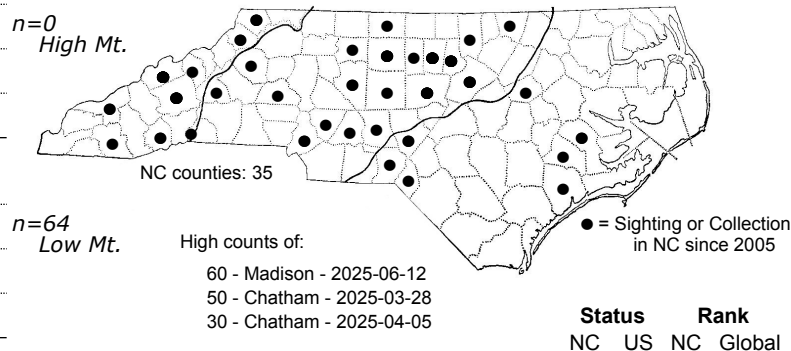 n=0
High Mt.
NC counties: 35
n=64
Low Mt.
High counts of:
60 - Madison - 2025-06-12
50 - Chatham - 2025-03-28
30 - Chatham - 2025-04-05
● = Sighting or Collection
in NC since 2005
Status Rank
NC US NC Global